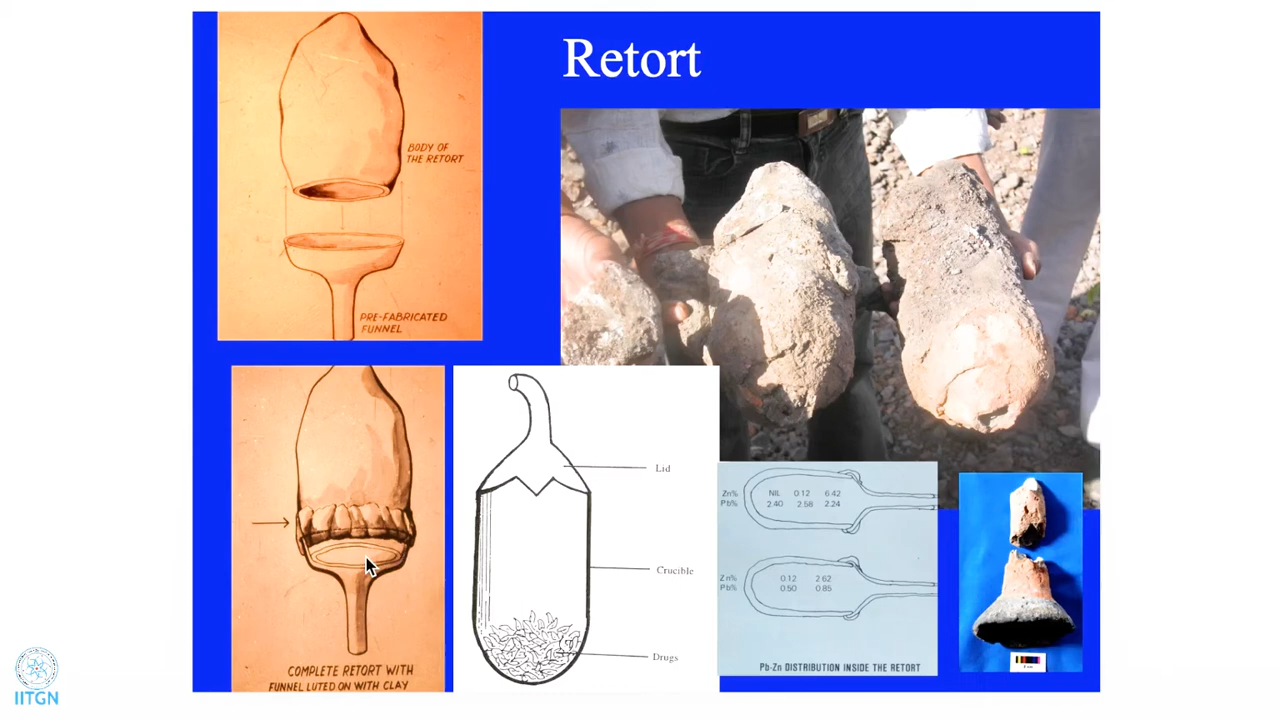 Retort
BODY OF
THE RETORT
PRE-FABRICATED
FUNNEL
COMPLETE RETORT WITH
FUNNEL LUTED ON WITH CLAY
Lid
Crucible
Drugs
Zn% NIL 0.12 6.42
Pb% 2.40 2.58 2.24
Zn% 0.12 2.62
Pb% 0.50 0.85
Pb-Zn DISTRIBUTION INSIDE THE RETORT
IITGN